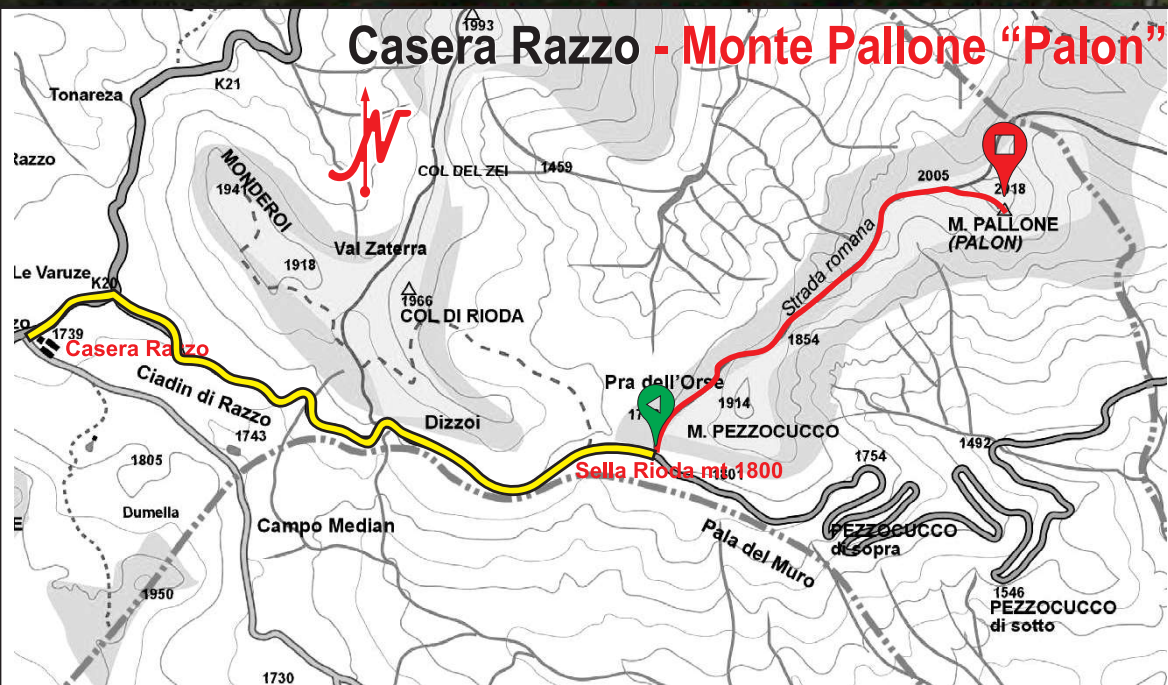 1993
Casera Razzo - Monte Pallone “Palon”
K21
Tonareza
Razzo
COL DEL ZEI
1459
2005
MONDEROI
1941
2018
M. PALLONE
(PALON)
Val Zaterra
Strada romana
1918
Le Varuze
K20
1966
COL DI RIODA
zo
1739
Casera Razzo
1854
Ciadin di Razzo
Pra dell'Orse
1914
M. PEZZOCUCCO
Dizzoi
1743
1492
1805
Sella Rioda mt 1800
1801
1754
Dumella
Campo Median
Pala del Muro
PEZZOCUCCO
di sopra
1950
1546
PEZZOCUCCO
di sotto
1730